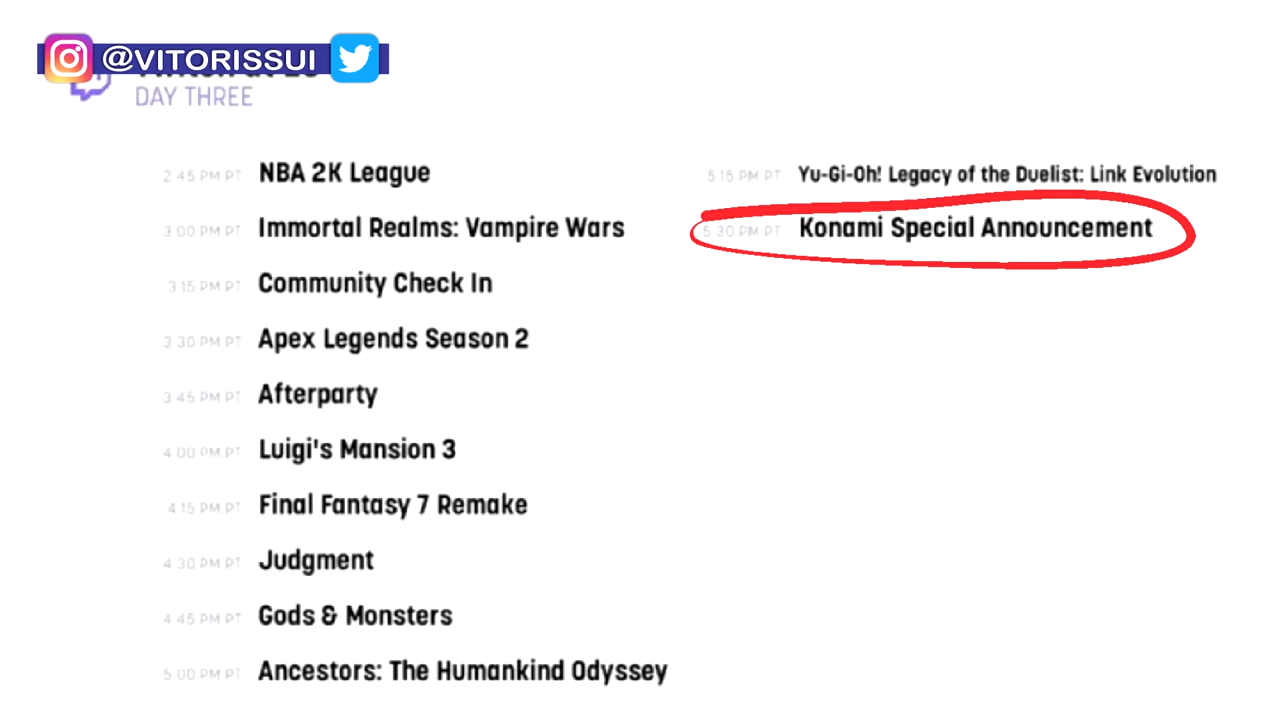 @VITORISSUI
DAY THREE
2 45 PM PT NBA 2K League
3 00 PM PT Immortal Realms: Vampire Wars
3 15 PM PT Community Check In
3 30 PM PT Apex Legends Season 2
3 45 PM PT Afterparty
4 00 PM PT Luigi's Mansion 3
4 15 PM PT Final Fantasy 7 Remake
4 30 PM PT Judgment
4 45 PM PT Gods & Monsters
5 00 PM PT Ancestors: The Humankind Odyssey
5 15 PM PT Yu-Gi-Oh! Legacy of the Duelist: Link Evolution
5 30 PM PT Konami Special Announcement